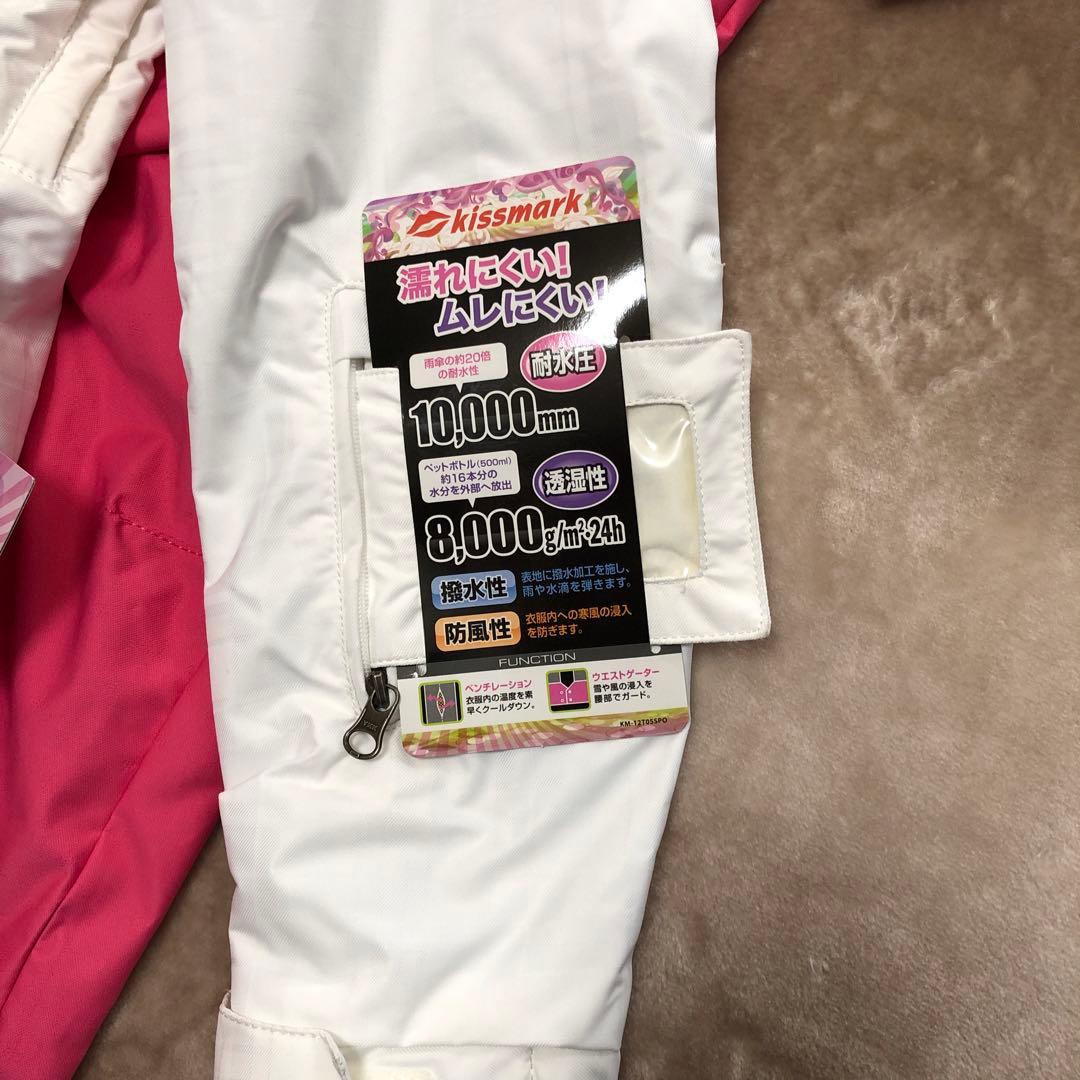 kissmark
濡れにくい!
ムレにくい!
雨傘の約20倍
の耐水性
耐水圧
10,000mm
ペットボトル(500ml)
約16本分の
水分を外部へ放出
透湿性
8,000g/m²・24h
撥水性
表地に撥水加工を施し、
雨や水滴を弾きます。
防風性
衣服内への寒風の浸入
を防ぎます。
FUNCTION
ベンチレーション
衣服内の温度を素
早くクールダウン。
ウエストゲーター
雪や風の浸入を
腰部でガード。
KM-12T05SPO
YKK